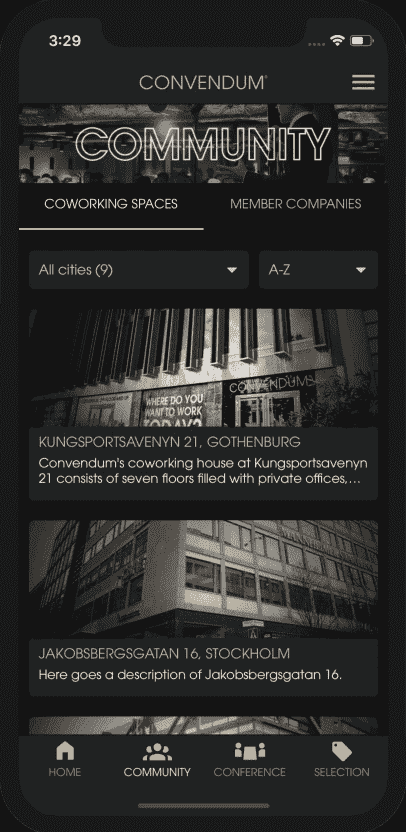 3:29
CONVENDUM®
COMMUNITY
COWORKING SPACES
MEMBER COMPANIES
All cities (9)
A-Z
CONVENDUM
WHERE DO YOU
WANT TO WORK
TODAY?
KUNGSPORTSAVENYN 21, GOTHENBURG
Convendum's coworking house at Kungsportsavenyn
21 consists of seven floors filled with private offices,...
JAKOBSBERGSGATAN 16, STOCKHOLM
Here goes a description of Jakobsbergsgatan 16.
HOME
COMMUNITY
CONFERENCE
SELECTION